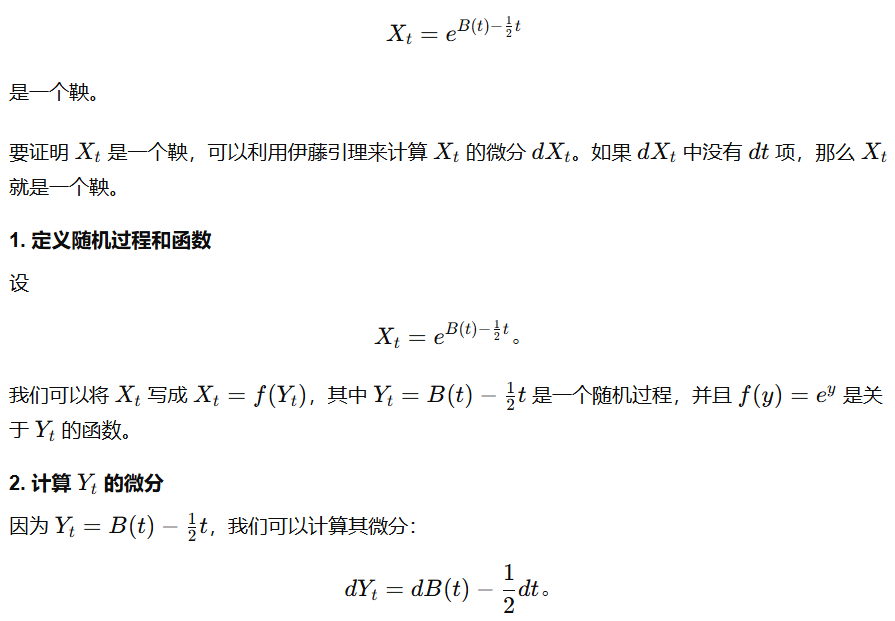 $$X_t = e^{B(t)-\frac{1}{2}t}$$
是一个鞅。
要证明 $X_t$ 是一个鞅，可以利用伊藤引理来计算 $X_t$ 的微分 $dX_t$。如果 $dX_t$ 中没有 $dt$ 项，那么 $X_t$
就是一个鞅。
1. 定义随机过程和函数
设
$$X_t = e^{B(t)-\frac{1}{2}t}。$$
我们可以将 $X_t$ 写成 $X_t = f(Y_t)$，其中 $Y_t = B(t) - \frac{1}{2}t$ 是一个随机过程，并且 $f(y) = e^y$ 是关
于 $Y_t$ 的函数。
2. 计算 $Y_t$ 的微分
因为 $Y_t = B(t) - \frac{1}{2}t$，我们可以计算其微分：
$$dY_t = dB(t) - \frac{1}{2}dt。$$